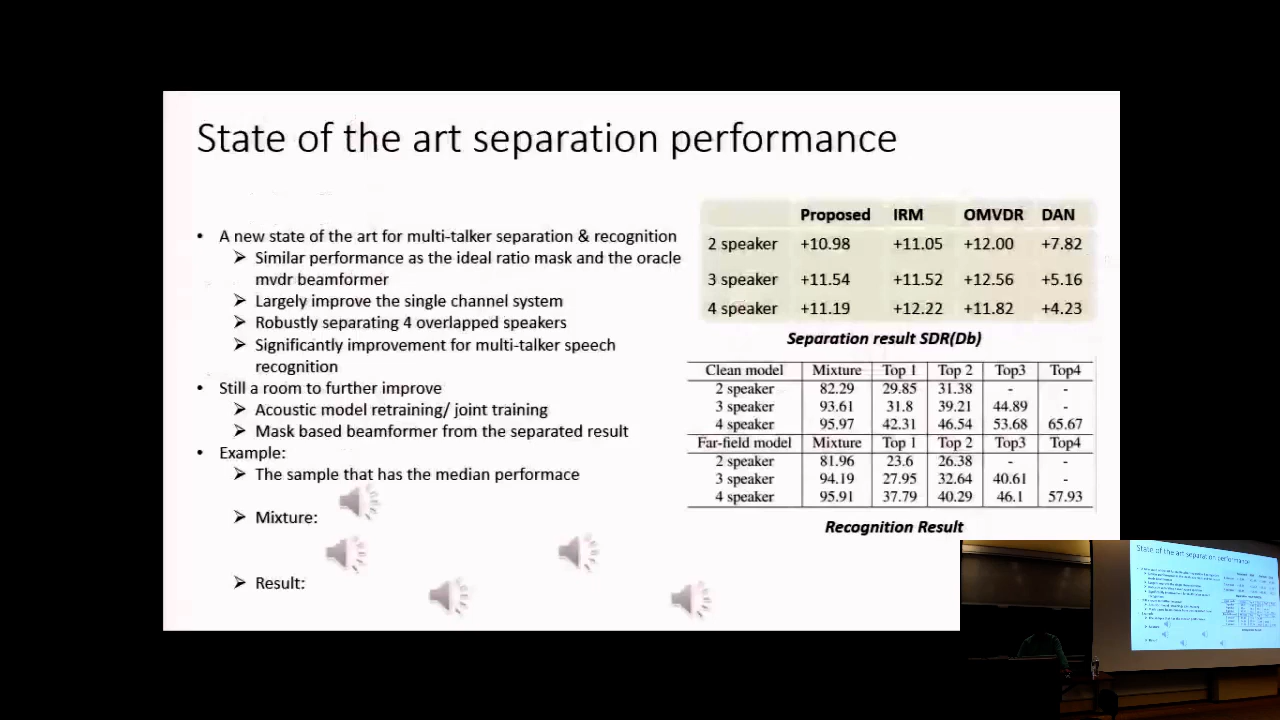 State of the art separation performance
• A new state of the art for multi-talker separation & recognition
➢ Similar performance as the ideal ratio mask and the oracle
mvdr beamformer
➢ Largely improve the single channel system
➢ Robustly separating 4 overlapped speakers
➢ Significantly improvement for multi-talker speech
recognition
• Still a room to further improve
➢ Acoustic model retraining/ joint training
➢ Mask based beamformer from the separated result
• Example:
➢ The sample that has the median performace
➢ Mixture:
➢ Result:
Proposed IRM OMVDR DAN
2 speaker +10.98 +11.05 +12.00 +7.82
3 speaker +11.54 +11.52 +12.56 +5.16
4 speaker +11.19 +12.22 +11.82 +4.23
Separation result SDR(Db)
Clean model Mixture Top 1 Top 2 Top3 Top4
2 speaker 82.29 29.85 31.38 - -
3 speaker 93.61 31.8 39.21 44.89 -
4 speaker 95.97 42.31 46.54 53.68 65.67
Far-field model Mixture Top 1 Top 2 Top3 Top4
2 speaker 81.96 23.6 26.38 - -
3 speaker 94.19 27.95 32.64 40.61 -
4 speaker 95.91 37.79 40.29 46.1 57.93
Recognition Result
State of the art separation performance